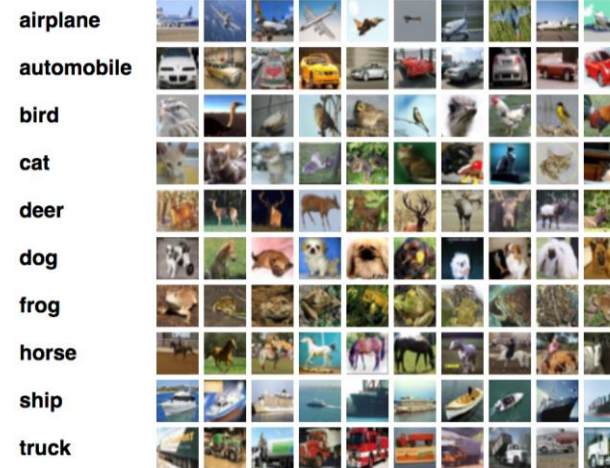 airplane
automobile
bird
cat
deer
dog
frog
horse
ship
truck